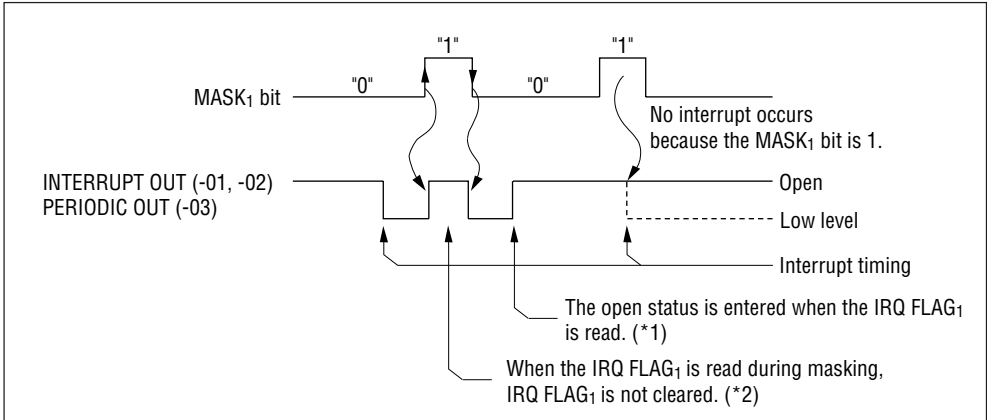 "1"
"1"
"0"
"0"
MASK1 bit
No interrupt occurs
because the MASK1 bit is 1.
INTERRUPT OUT (-01, -02)
PERIODIC OUT (-03)
Open
Low level
Interrupt timing
The open status is entered when the IRQ FLAG1
is read. (*1)
When the IRQ FLAG1 is read during masking,
IRQ FLAG1 is not cleared. (*2)